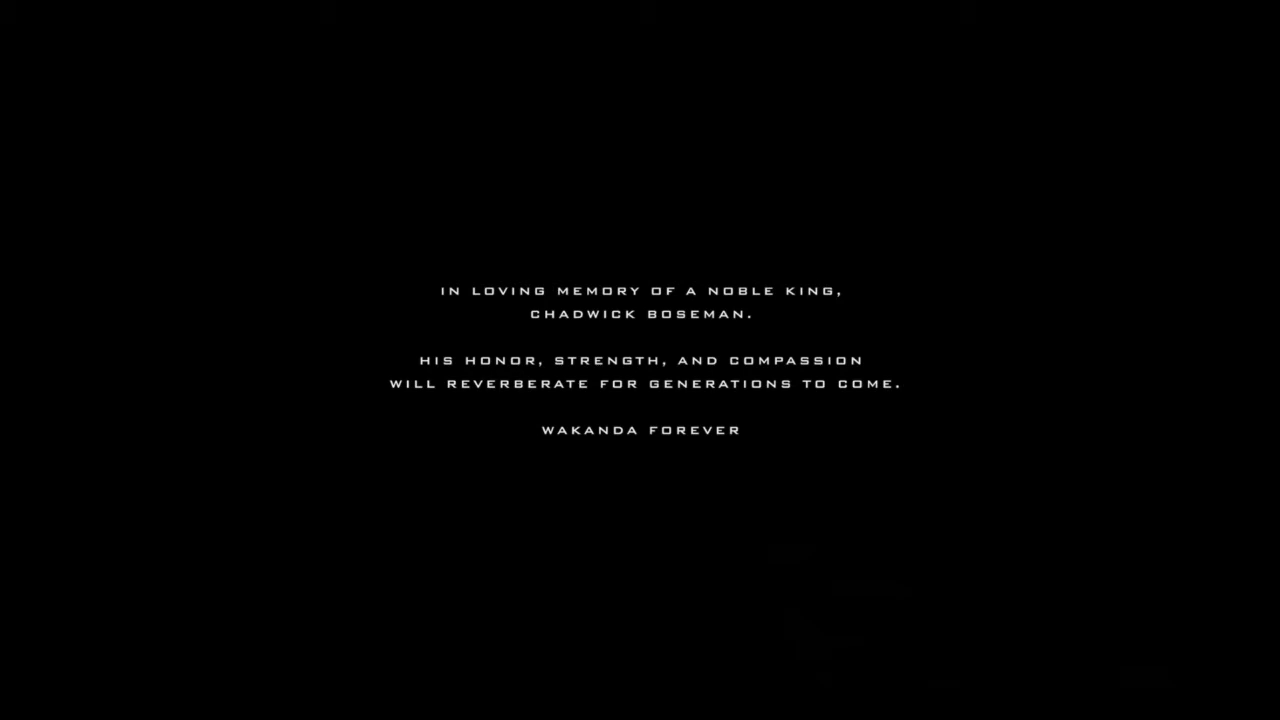 IN LOVING MEMORY OF A NOBLE KING,
CHADWICK BOSEMAN.
HIS HONOR, STRENGTH, AND COMPASSION
WILL REVERBERATE FOR GENERATIONS TO COME.
WAKANDA FOREVER